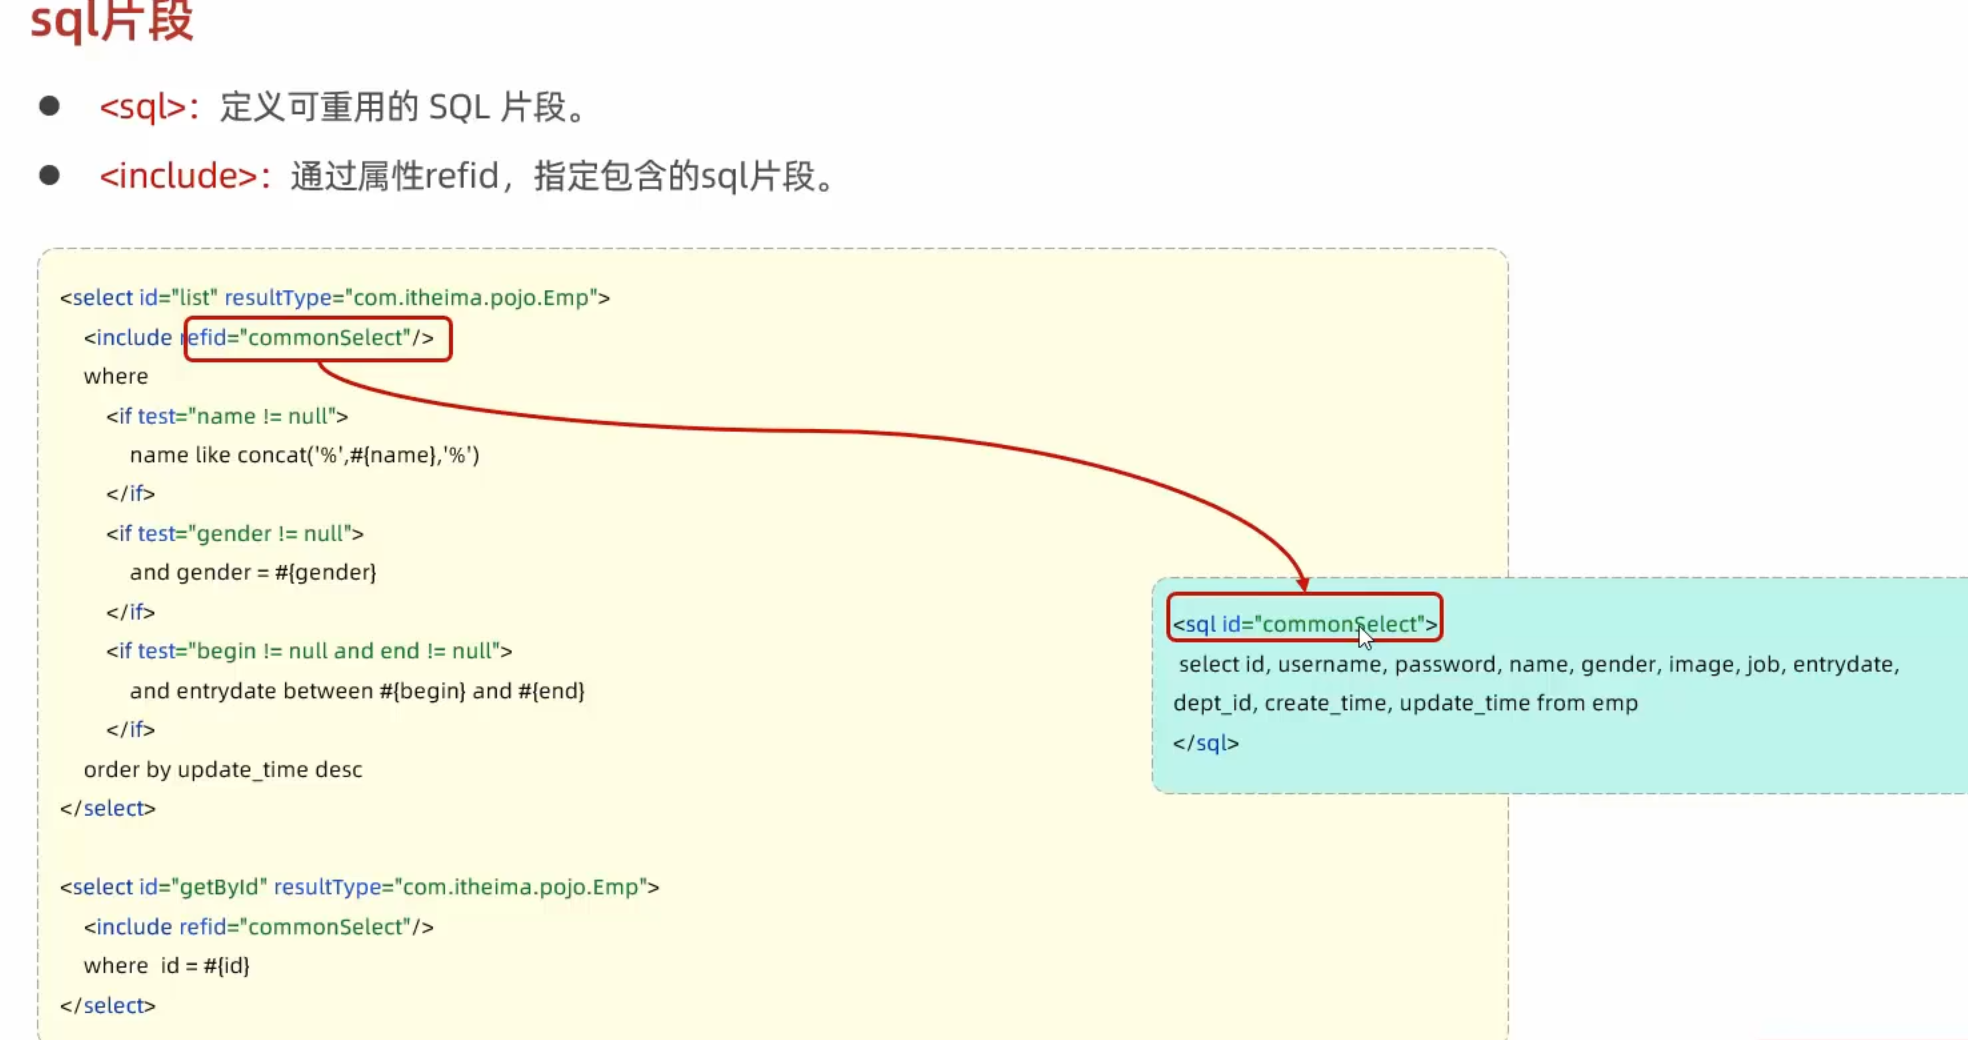 sql片段
<sql>：定义可重用的 SQL 片段。
<include>：通过属性refid，指定包含的sql片段。
<select id="list" resultType="com.itheima.pojo.Emp">
<include refid="commonSelect"/>
where
<if test="name != null">
name like concat('%',#{name},'%')
</if>
<if test="gender != null">
and gender = #{gender}
</if>
<if test="begin != null and end != null">
and entrydate between #{begin} and #{end}
</if>
order by update_time desc
</select>
<select id="getById" resultType="com.itheima.pojo.Emp">
<include refid="commonSelect"/>
where  id = #{id}
</select>
<sql id="commonSelect">
select id, username, password, name, gender, image, job, entrydate,
dept_id, create_time, update_time from emp
</sql>